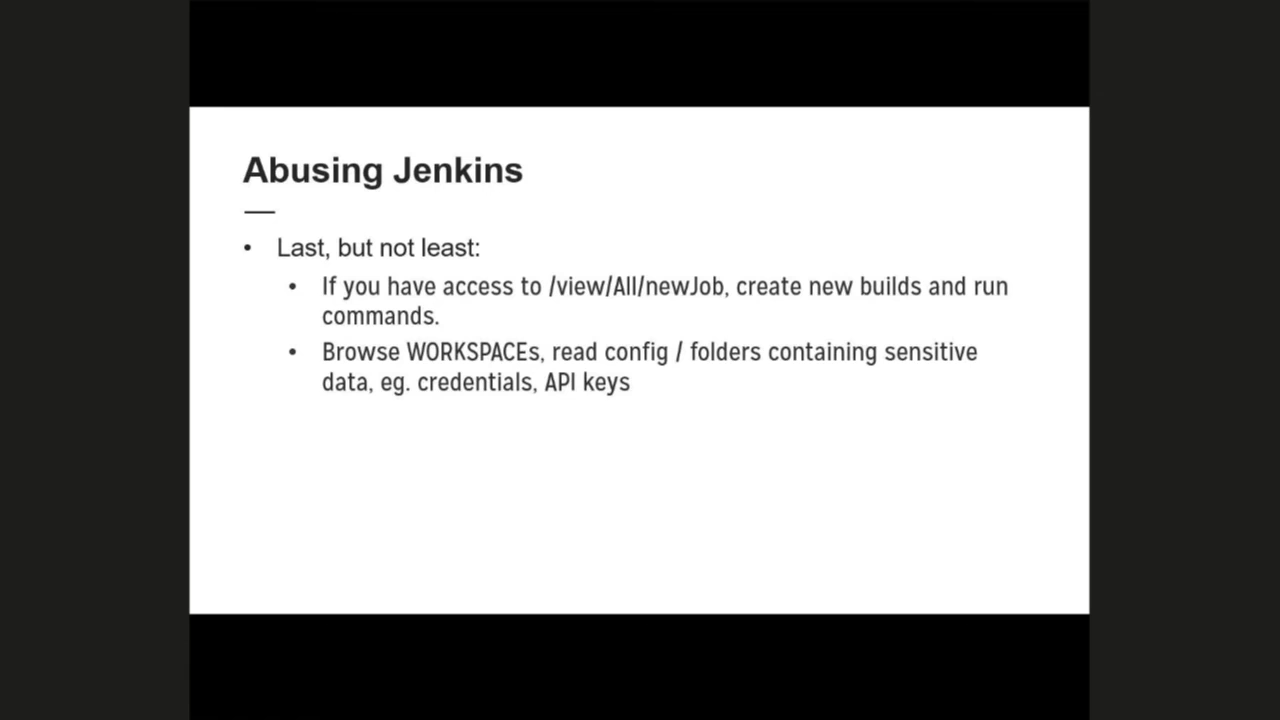 Abusing Jenkins
• Last, but not least:
• If you have access to /view/All/newJob, create new builds and run
commands.
• Browse WORKSPACEs, read config / folders containing sensitive
data, eg. credentials, API keys